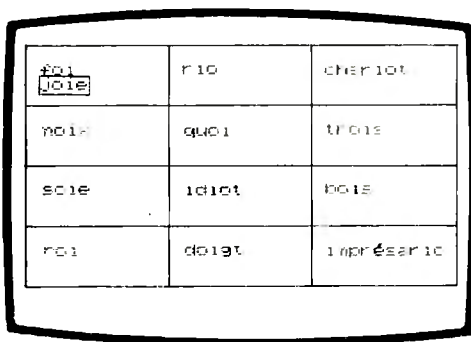 foi rio chariot
joie
noix quoi trois
scie idiot bois
roi doigt imprésario